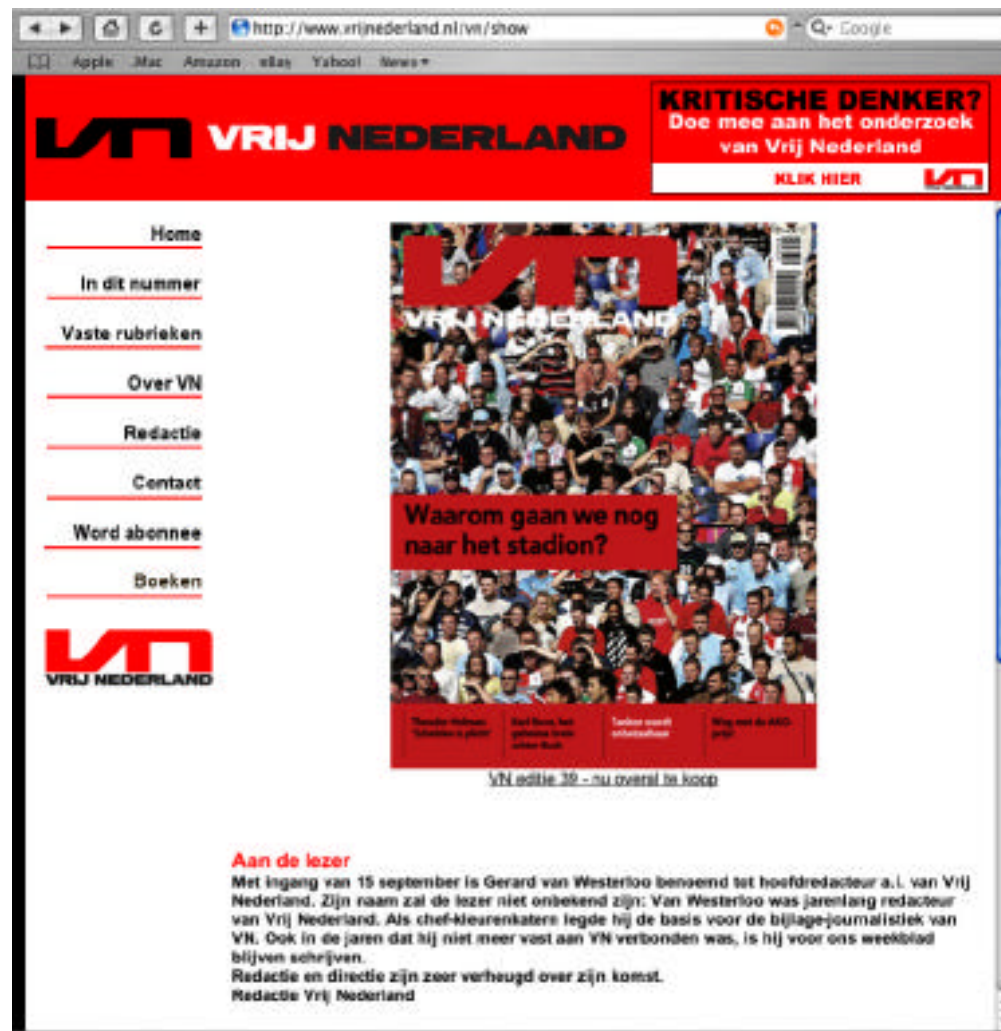 http://www.vrijnederland.nl/vn/show
Google
Apple .Mac Amazon eBay Yahoo! News
VRIJ NEDERLAND
KRITISCHE DENKER?
Doe mee aan het onderzoek
van Vrij Nederland
KLIK HIER
Home
In dit nummer
Vaste rubrieken
Over VN
Redactie
Contact
Word abonnee
Boeken
VRIJ NEDERLAND
VRIJ NEDERLAND
Waarom gaan we nog
naar het stadion?
VN editie 39 - nu overal te koop
Aan de lezer
Met ingang van 15 september is Gerard van Westerloo benoemd tot hoofdredacteur a.i. van Vrij
Nederland. Zijn naam zal de lezer niet onbekend zijn: Van Westerloo was jarenlang redacteur
van Vrij Nederland. Als chef-kleurenkatern legde hij de basis voor de bijlage-journalistiek van
VN. Ook in de jaren dat hij niet meer vast aan VN verbonden was, is hij voor ons weekblad
blijven schrijven.
Redactie en directie zijn zeer verheugd over zijn komst.
Redactie Vrij Nederland